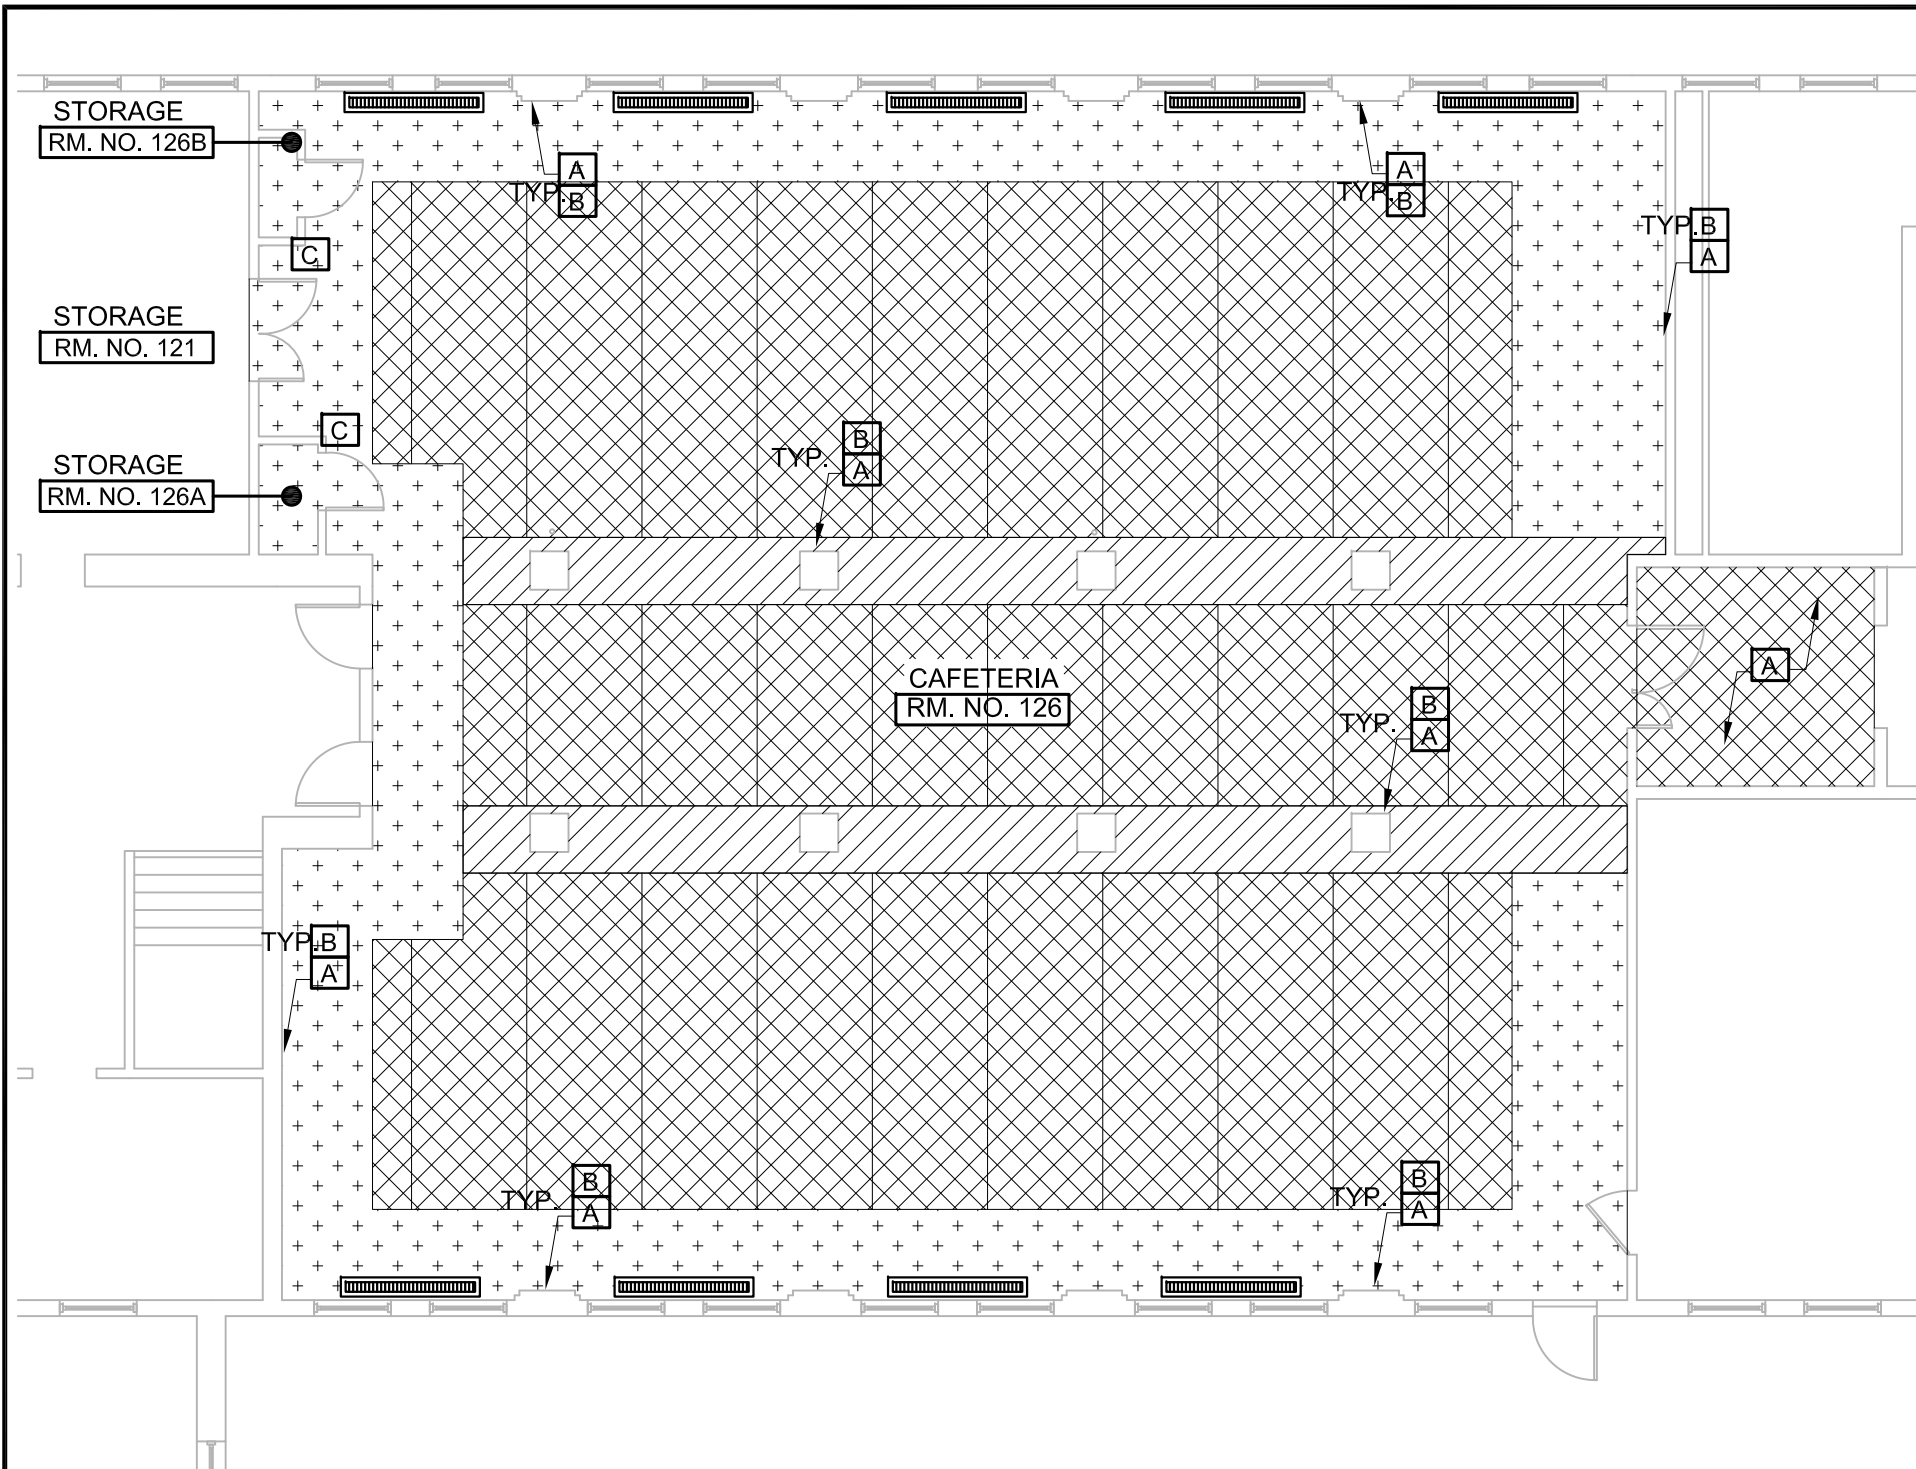 STORAGE
RM. NO. 126B
A
TYP.
B
A
TYP.
B
TYP.
B
A
C
STORAGE
RM. NO. 121
C
B
TYP.
A
STORAGE
RM. NO. 126A
CAFETERIA
RM. NO. 126
A
B
TYP.
A
TYP.
B
A
B
TYP.
A
B
TYP.
A